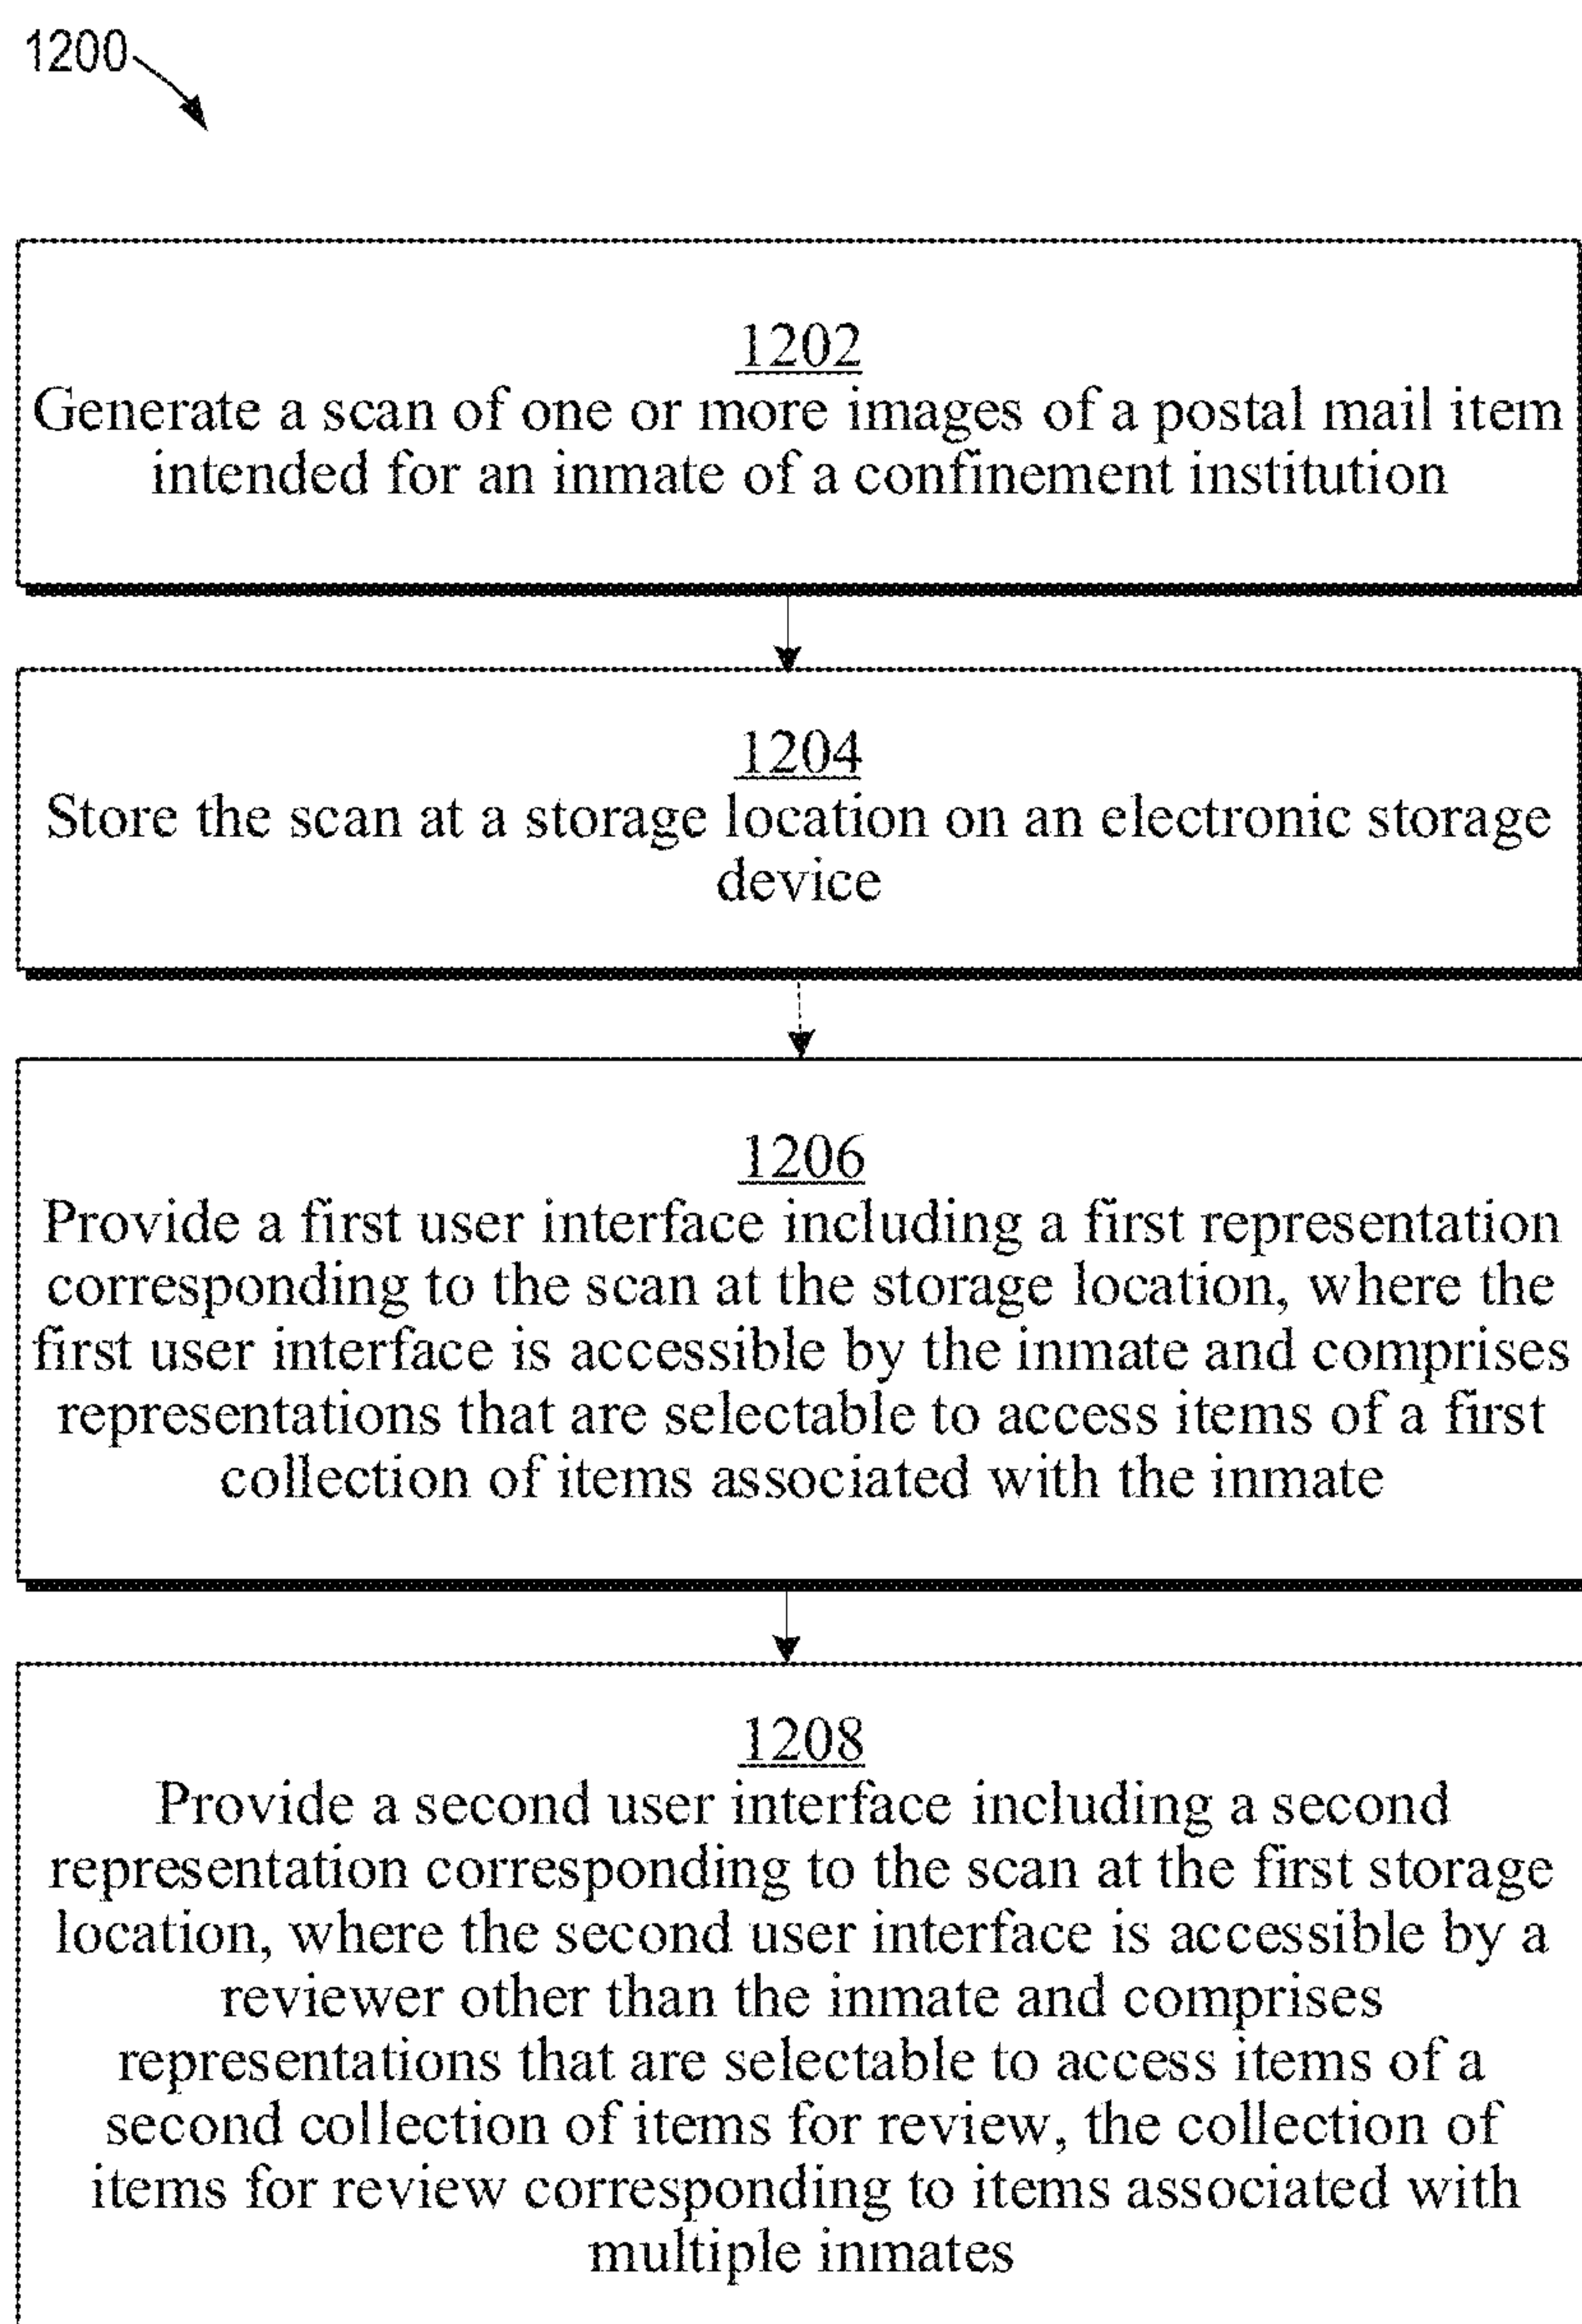 1200
1202
Generate a scan of one or more images of a postal mail item
intended for an inmate of a confinement institution
1204
Store the scan at a storage location on an electronic storage
device
1206
Provide a first user interface including a first representation
corresponding to the scan at the storage location, where the
first user interface is accessible by the inmate and comprises
representations that are selectable to access items of a first
collection of items associated with the inmate
1208
Provide a second user interface including a second
representation corresponding to the scan at the first storage
location, where the second user interface is accessible by a
reviewer other than the inmate and comprises
representations that are selectable to access items of a
second collection of items for review, the collection of
items for review corresponding to items associated with
multiple inmates